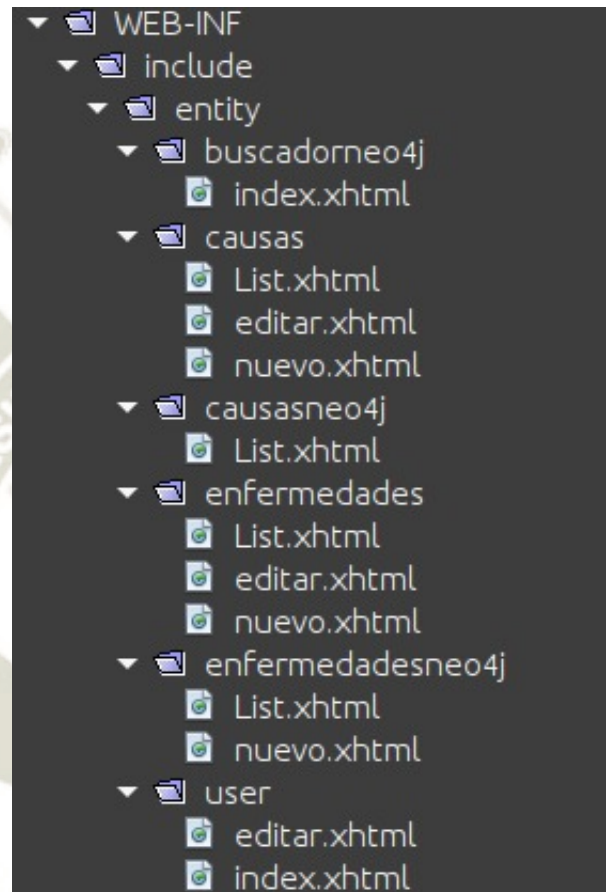 WEB-INF
include
entity
buscadorneo4j
index.xhtml
causas
List.xhtml
editar.xhtml
nuevo.xhtml
causasneo4j
List.xhtml
enfermedades
List.xhtml
editar.xhtml
nuevo.xhtml
enfermedadesneo4j
List.xhtml
nuevo.xhtml
user
editar.xhtml
index.xhtml